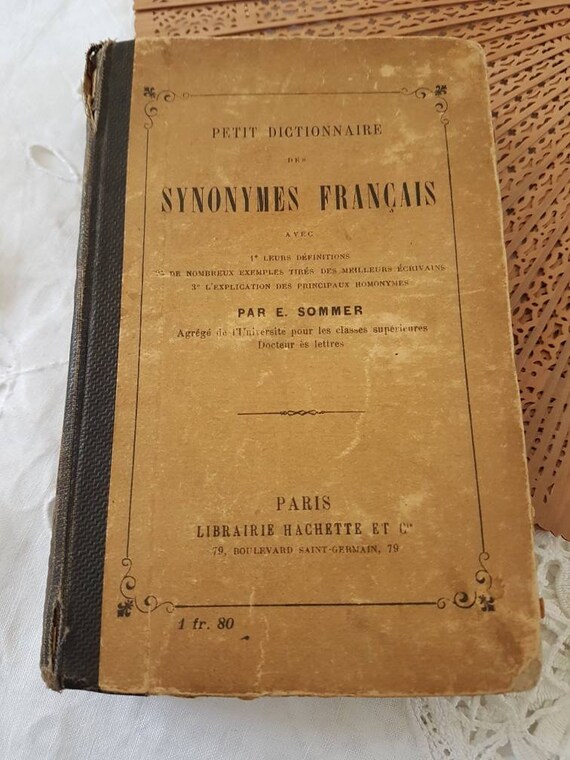 PETIT DICTIONNAIRE
DES
SYNONYMES FRANÇAIS
AVEC
1° LEURS DÉFINITIONS
2° DE NOMBREUX EXEMPLES TIRÉS DES MEILLEURS ÉCRIVAINS
3° L'EXPLICATION DES PRINCIPAUX HOMONYMES
PAR E. SOMMER
Agrégé de l'Université pour les classes supérieures
Docteur ès lettres
PARIS
LIBRAIRIE HACHETTE ET Cie
79, BOULEVARD SAINT-GERMAIN, 79
1 fr. 80